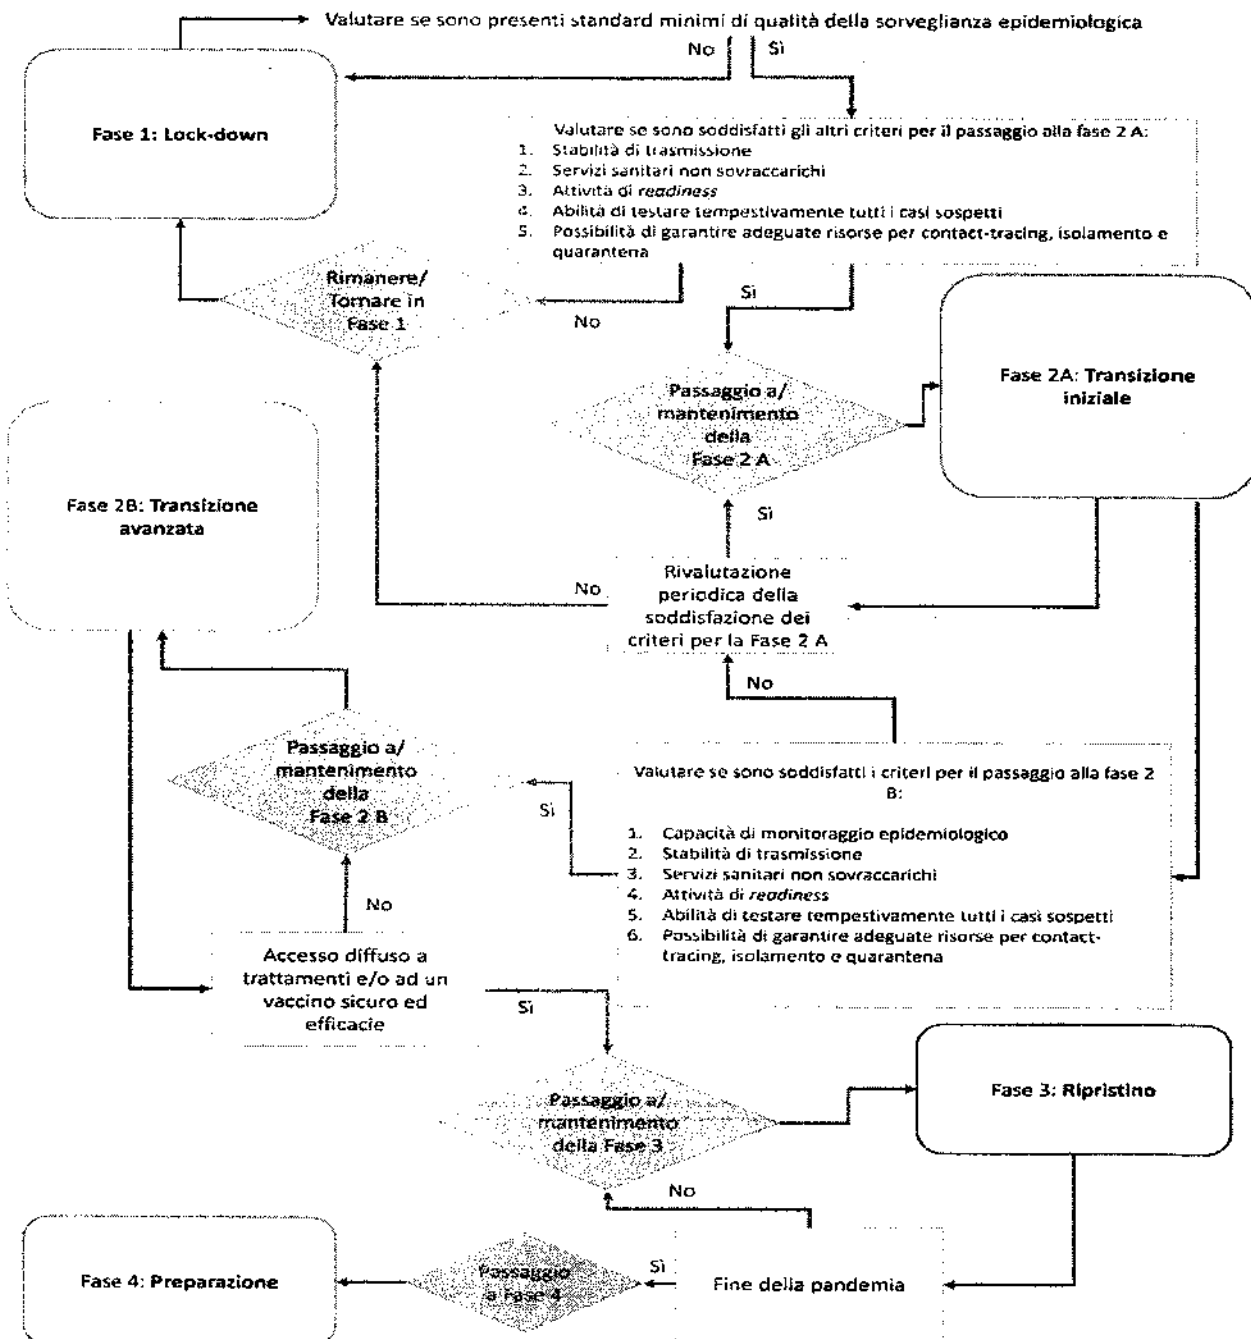 Valutare se sono presenti standard minimi di qualità della sorveglianza epidemiologica
No
Sì
Fase 1: Lock-down
Valutare se sono soddisfatti gli altri criteri per il passaggio alla fase 2 A:
1. Stabilità di trasmissione
2. Servizi sanitari non sovraccarichi
3. Attività di readiness
4. Abilità di testare tempestivamente tutti i casi sospetti
5. Possibilità di garantire adeguate risorse per contact-tracing, isolamento e
quarantena
Rimanere/
Tornare in
Fase 1
No
Sì
Passaggio a/
mantenimento
della
Fase 2 A
Fase 2A: Transizione
iniziale
Fase 2B: Transizione
avanzata
Sì
No
Rivalutazione
periodica della
soddisfazione dei
criteri per la Fase 2 A
No
Passaggio a/
mantenimento
della
Fase 2 B
Sì
Valutare se sono soddisfatti i criteri per il passaggio alla fase 2
B:
1. Capacità di monitoraggio epidemiologico
2. Stabilità di trasmissione
3. Servizi sanitari non sovraccarichi
4. Attività di readiness
5. Abilità di testare tempestivamente tutti i casi sospetti
6. Possibilità di garantire adeguate risorse per contact-
tracing, isolamento e quarantena
No
Accesso diffuso a
trattamenti e/o ad un
vaccino sicuro ed
efficacie
Sì
Passaggio a/
mantenimento
della Fase 3
Fase 3: Ripristino
No
Fase 4: Preparazione
Passaggio
a Fase 4
Sì
Fine della pandemia